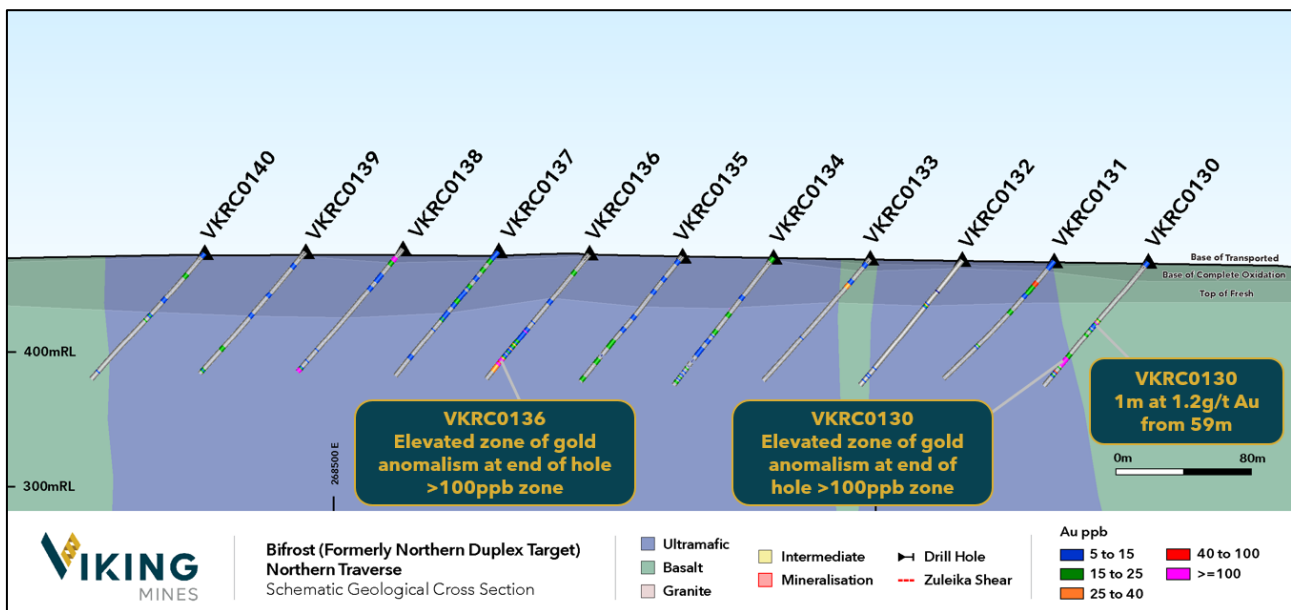 VKRC0140
VKRC0139
VKRC0138
VKRC0137
VKRC0136
VKRC0135
VKRC0134
VKRC0133
VKRC0132
VKRC0131
VKRC0130
Base of Transported
Base of Complete Oxidation
Top of Fresh
400mRL
300mRL
268500 E
VKRC0136
Elevated zone of gold
anomalism at end of hole
>100ppb zone
VKRC0130
Elevated zone of gold
anomalism at end of
hole >100ppb zone
VKRC0130
1m at 1.2g/t Au
from 59m
0m 80m
VIKING
MINES
Bifrost (Formerly Northern Duplex Target)
Northern Traverse
Schematic Geological Cross Section
Ultramafic
Basalt
Granite
Intermediate
Mineralisation
Drill Hole
Zuleika Shear
Au ppb
5 to 15
15 to 25
25 to 40
40 to 100
>=100